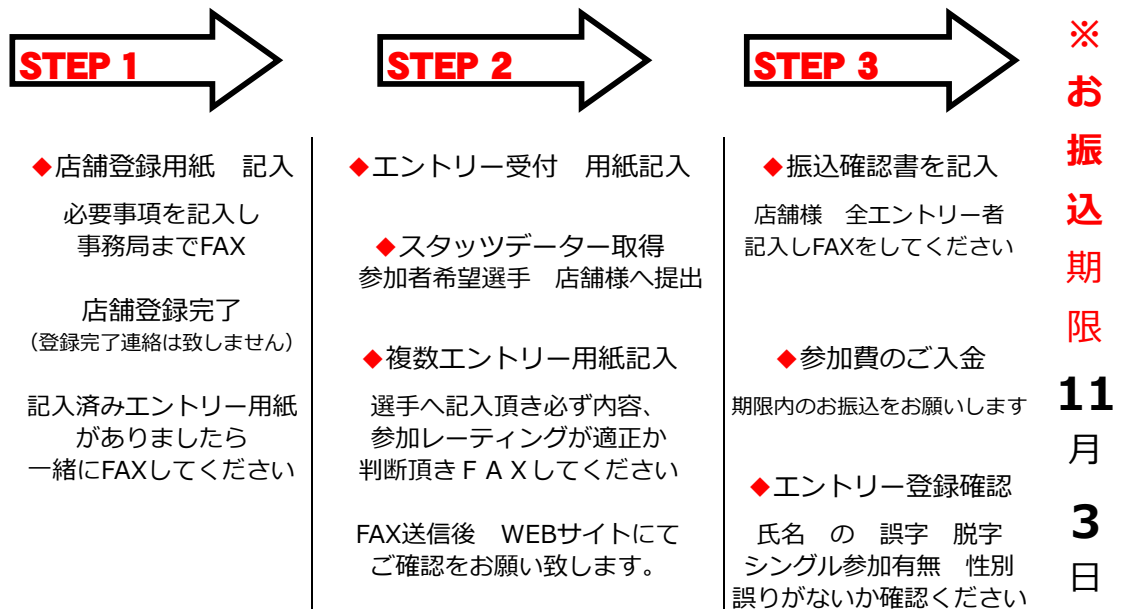 STEP 1
◆店舗登録用紙　記入
必要事項を記入し
事務局までFAX
店舗登録完了
（登録完了連絡は致しません）
記入済みエントリー用紙
がありましたら
一緒にFAXしてください
STEP 2
◆エントリー受付　用紙記入
◆スタッツデーター取得
参加者希望選手　店舗様へ提出
◆複数エントリー用紙記入
選手へ記入頂き必ず内容、
参加レーティングが適正か
判断頂きＦＡＸしてください
FAX送信後　WEBサイトにて
ご確認をお願い致します。
STEP 3
◆振込確認書を記入
店舗様　全エントリー者
記入しFAXをしてください
◆参加費のご入金
期限内のお振込をお願いします
◆エントリー登録確認
氏名　の　誤字　脱字
シングル参加有無　性別
誤りがないか確認ください
※お振込期限11月3日